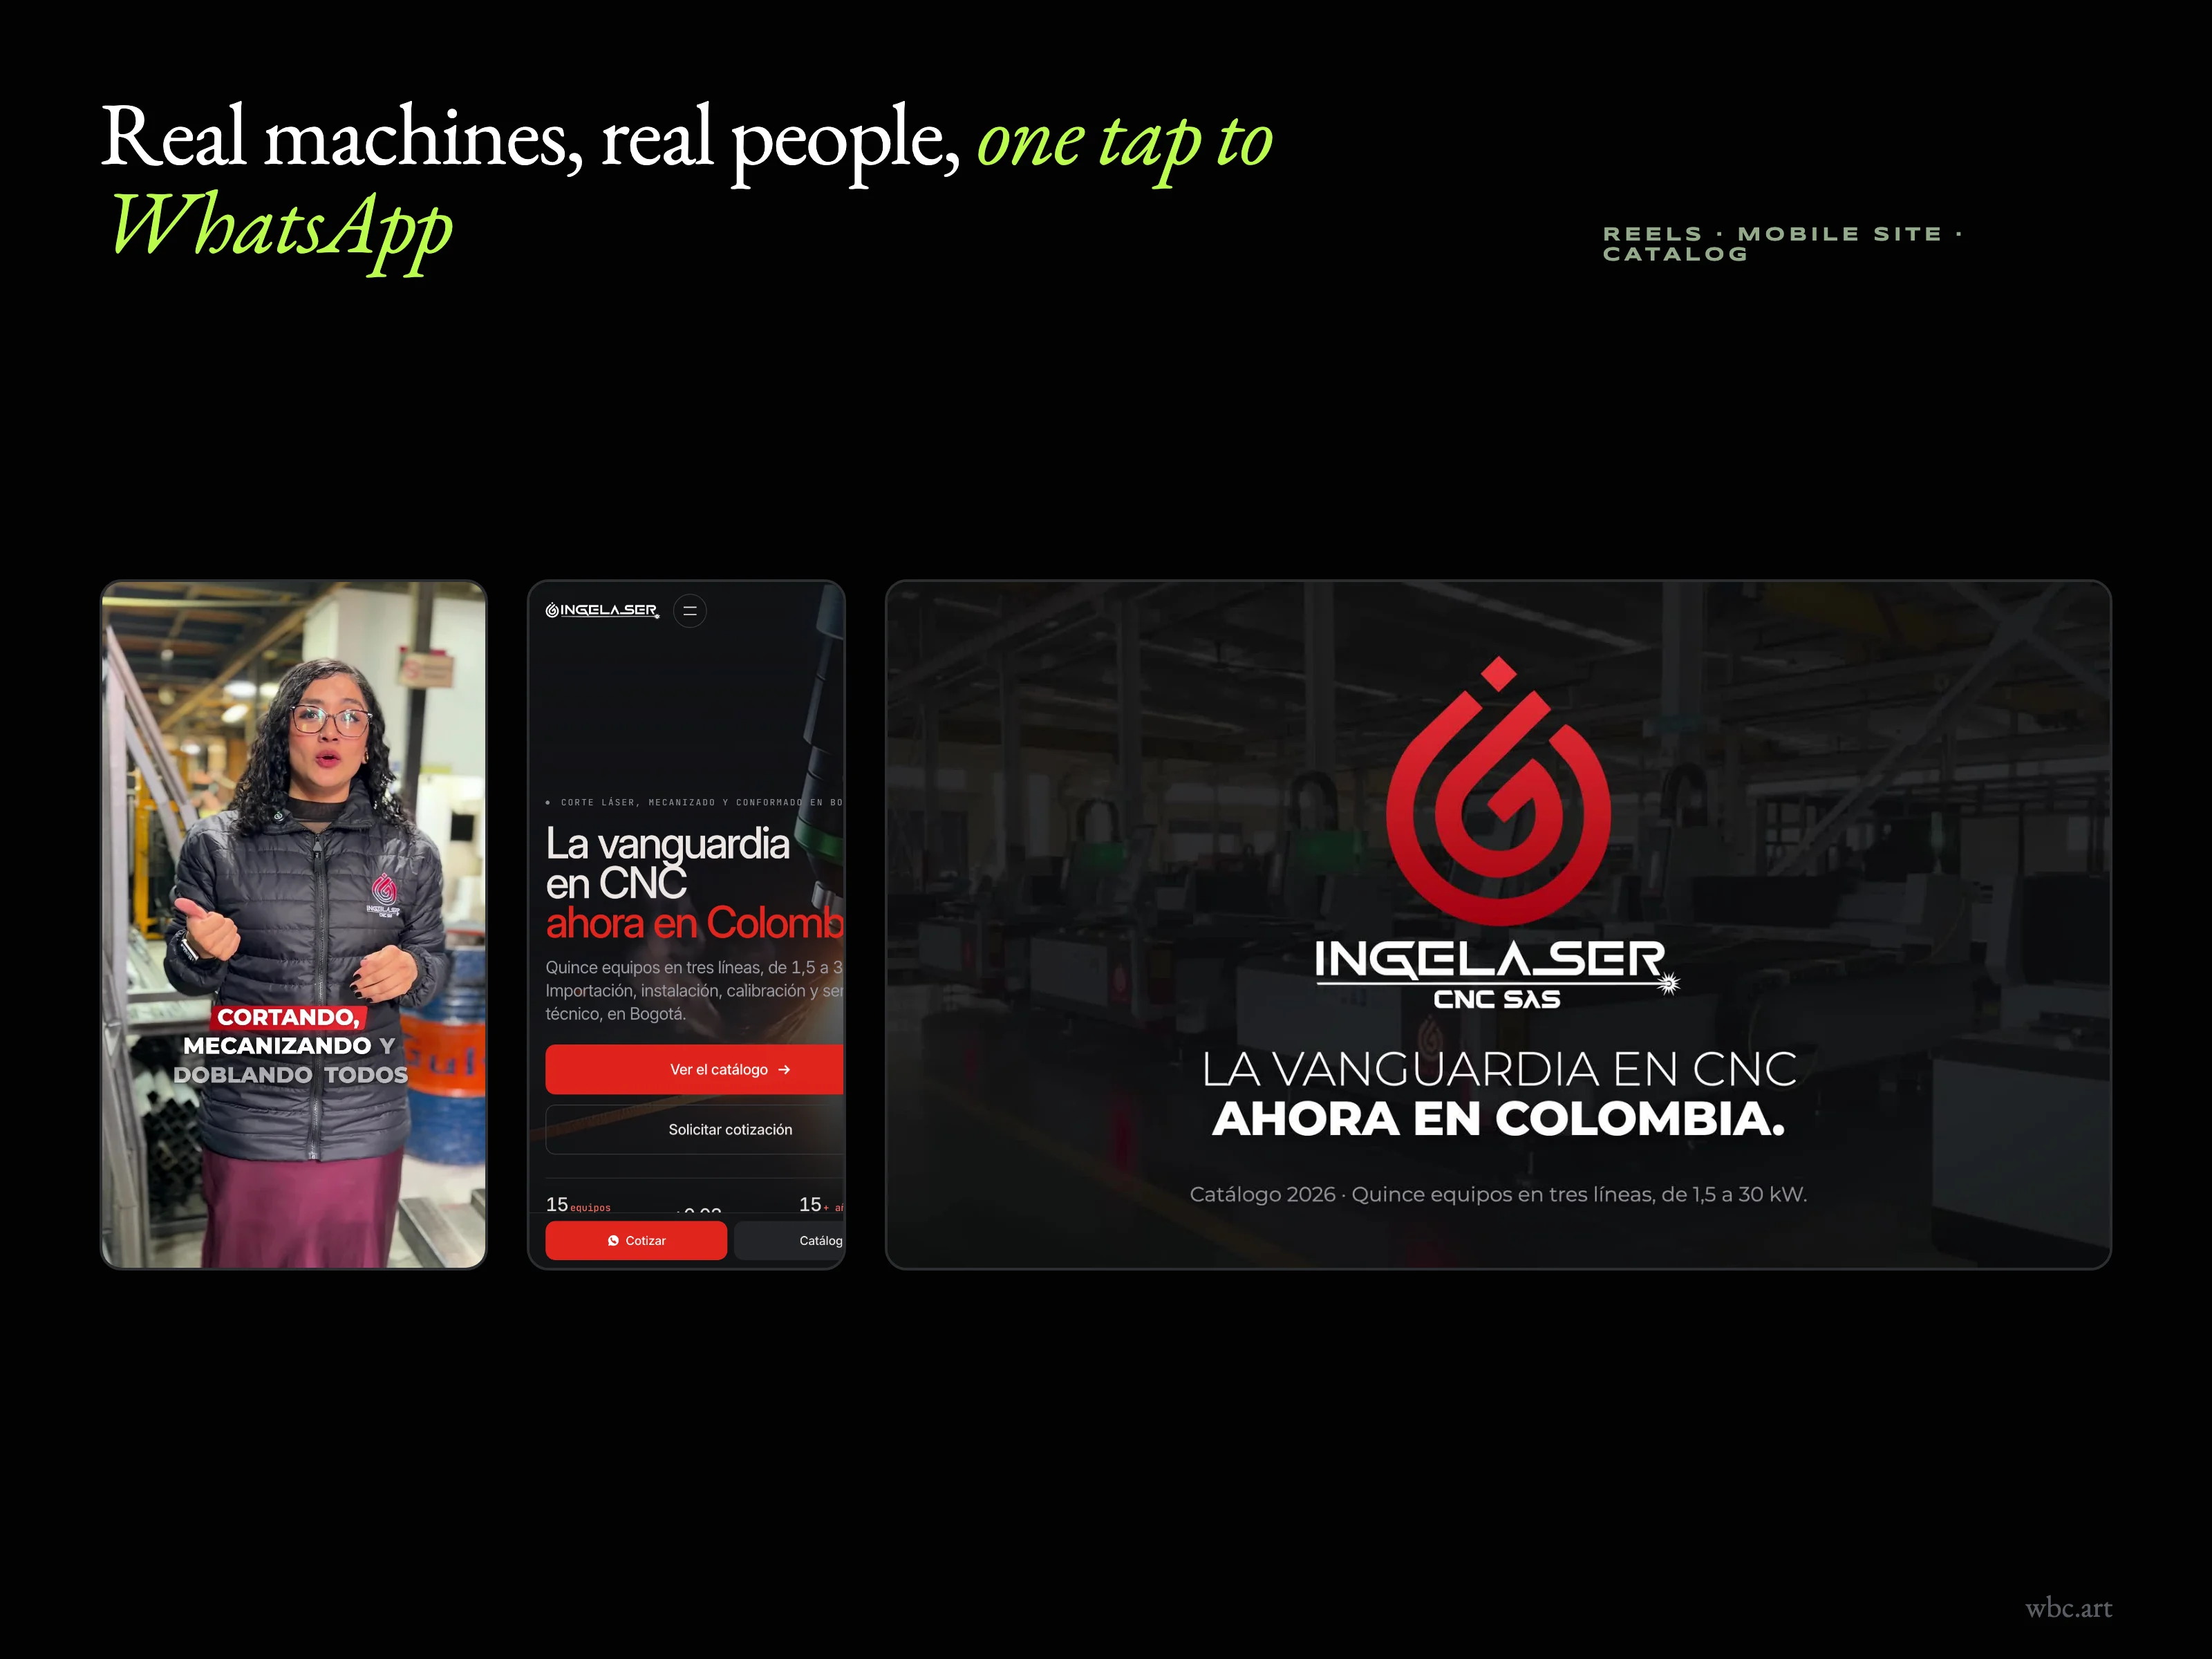 Real machines, real people, one tap to
WhatsApp
REELS · MOBILE SITE ·
CATALOG
INGELASER
CNC SAS
CORTANDO,
MECANIZANDO Y
DOBLANDO TODOS
INGELASER
CORTE LÁSER, MECANIZADO Y CONFORMADO EN BO
La vanguardia
en CNC
ahora en Colomb
Quince equipos en tres líneas, de 1,5 a 3
Importación, instalación, calibración y ser
técnico, en Bogotá.
Ver el catálogo →
Solicitar cotización
15 equipos
15+ añ
Cotizar
Catálog
INGELASER
CNC SAS
LA VANGUARDIA EN CNC
AHORA EN COLOMBIA.
Catálogo 2026 · Quince equipos en tres líneas, de 1,5 a 30 kW.
wbc.art